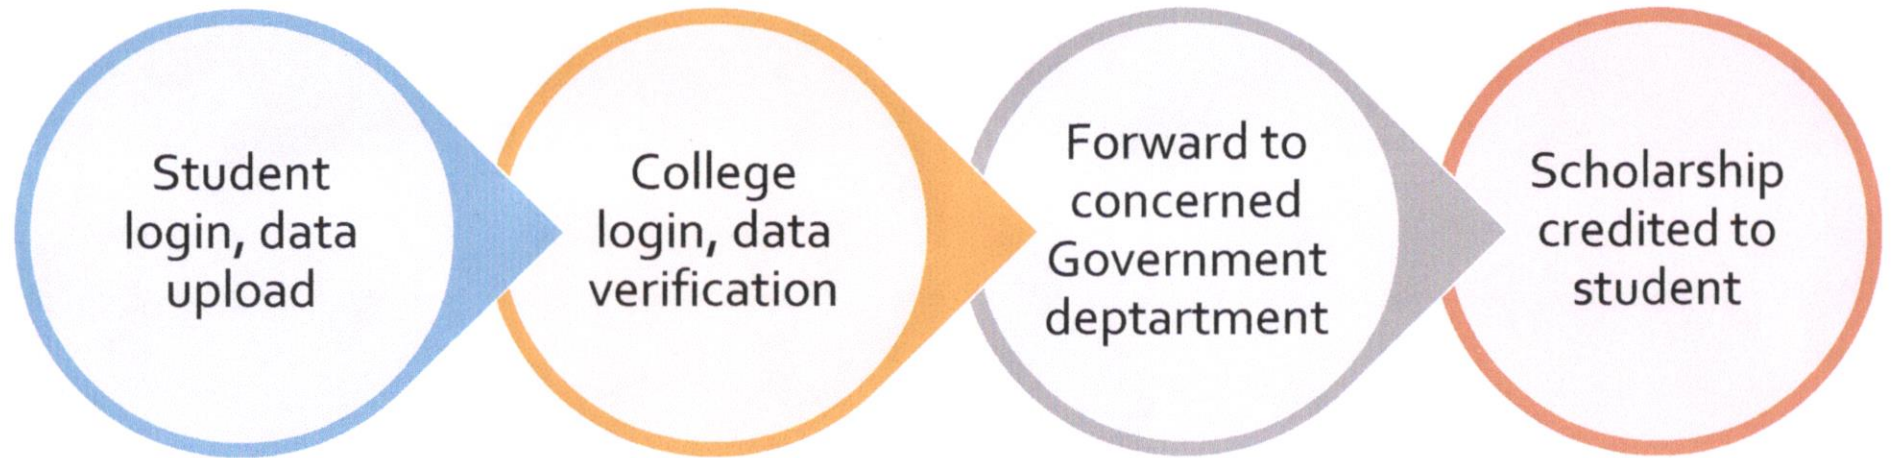 Student
login, data
upload
College
login, data
verification
Forward to
concerned
Government
deptartment
Scholarship
credited to
student